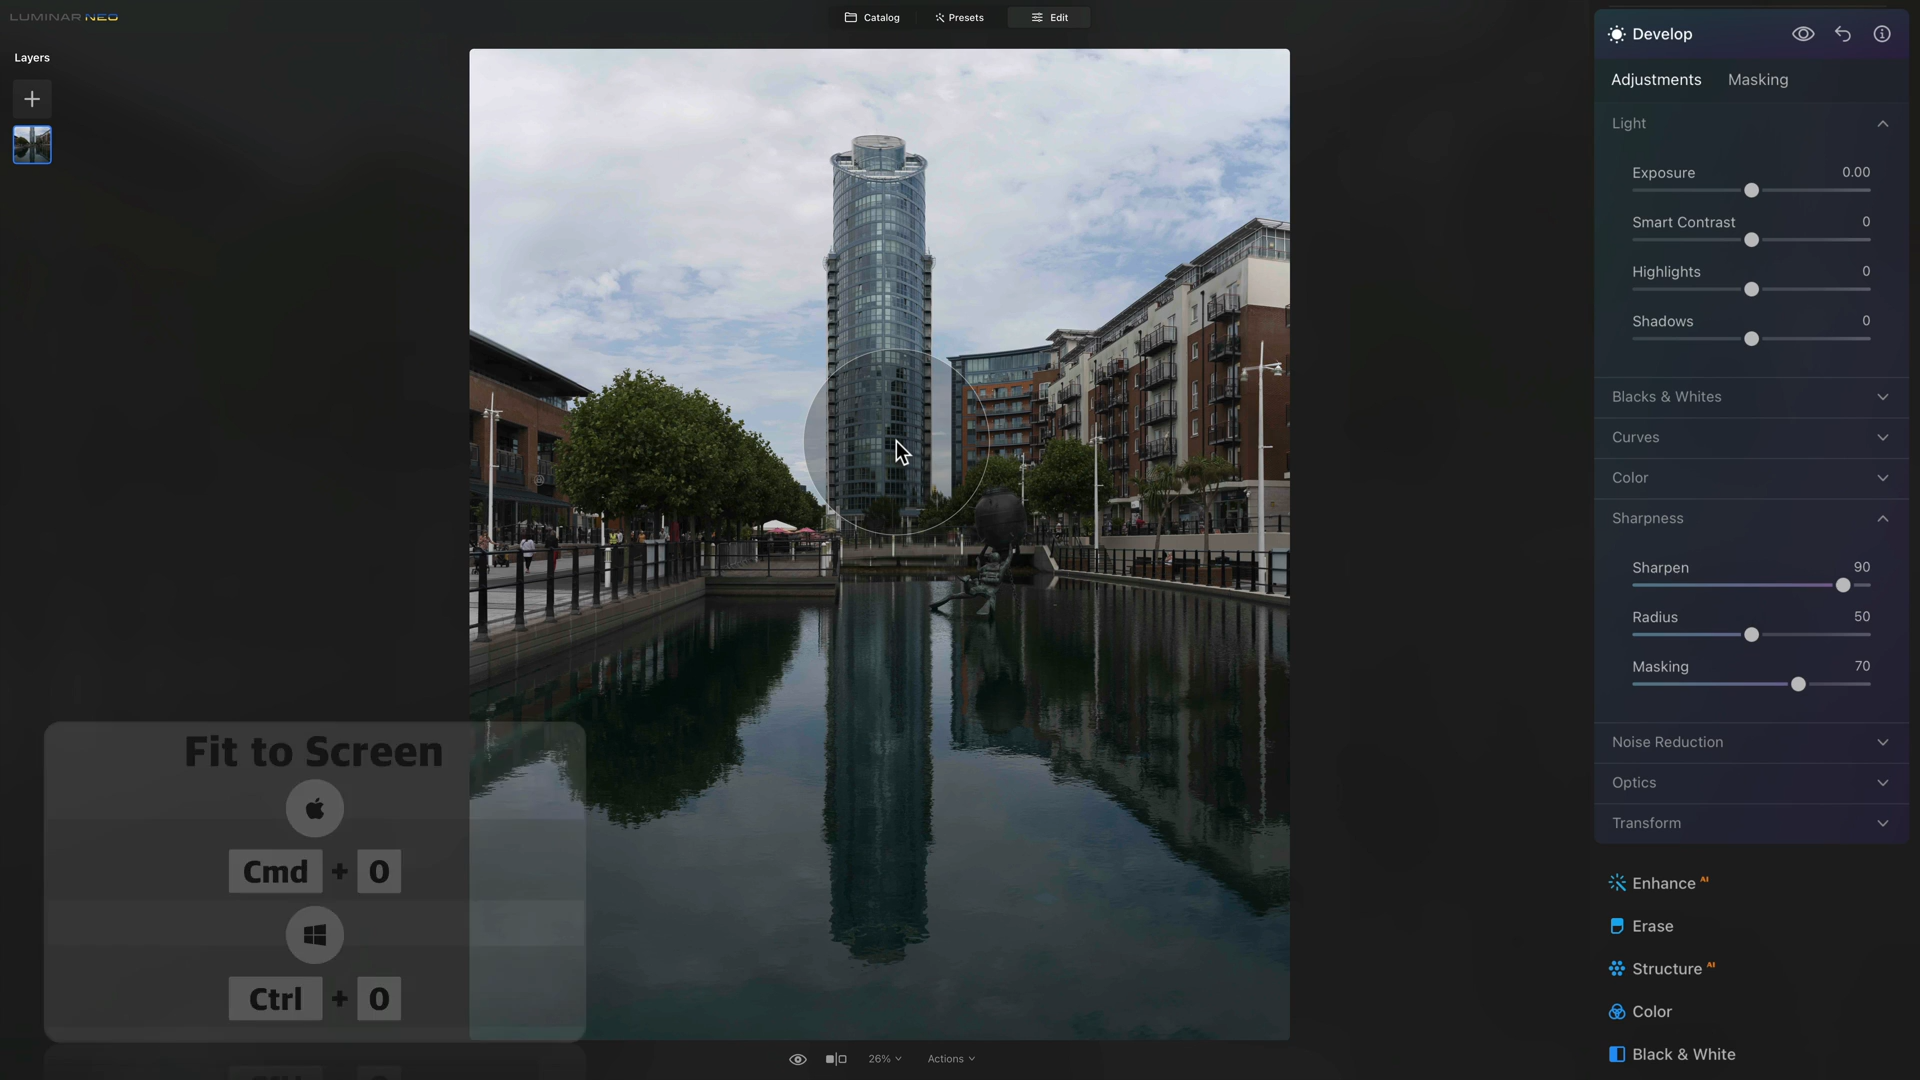 LUMINAR NEO
Catalog
Presets
Edit
Layers
Develop
Adjustments
Masking
Light
Exposure 0.00
Smart Contrast 0
Highlights 0
Shadows 0
Blacks & Whites
Curves
Color
Sharpness
Sharpen 90
Radius 50
Masking 70
Noise Reduction
Optics
Transform
Enhance AI
Erase
Structure AI
Color
Black & White
Fit to Screen
Cmd + 0
Ctrl + 0
26%
Actions